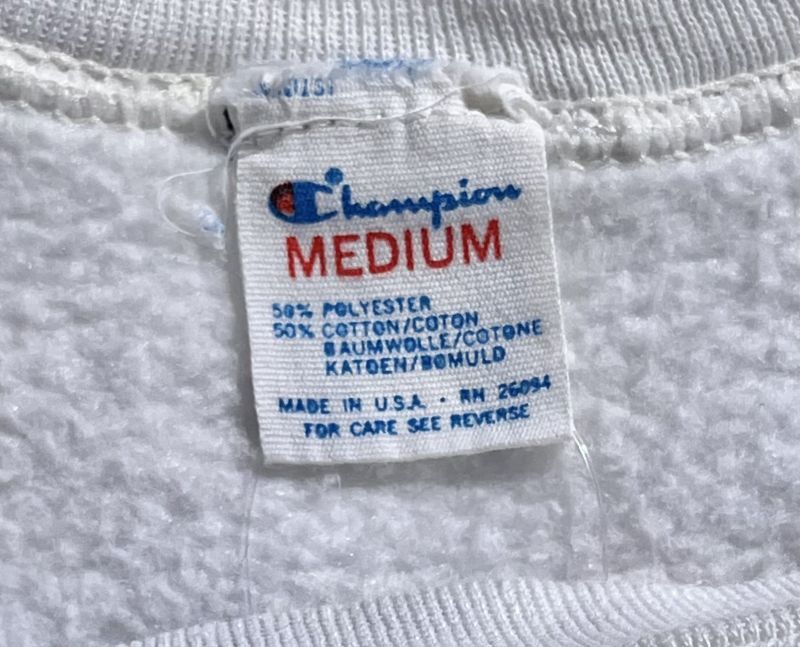 Champion
MEDIUM
50% POLYESTER
50% COTTON/COTON
BAUMWOLLE/COTONE
KATOEN/BOMULD
MADE IN U.S.A. · RN 26094
FOR CARE SEE REVERSE